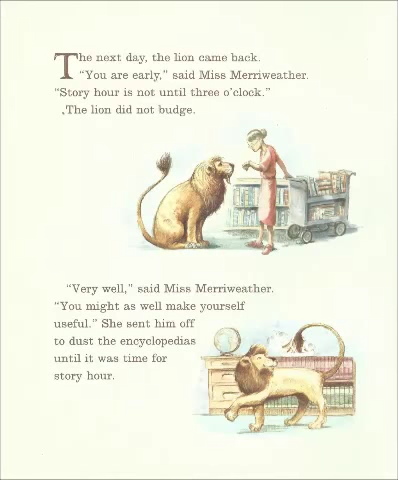 The next day, the lion came back.
“You are early,” said Miss Merriweather.
“Story hour is not until three o’clock.”
The lion did not budge.
“Very well,” said Miss Merriweather.
“You might as well make yourself
useful.” She sent him off
to dust the encyclopedias
until it was time for
story hour.